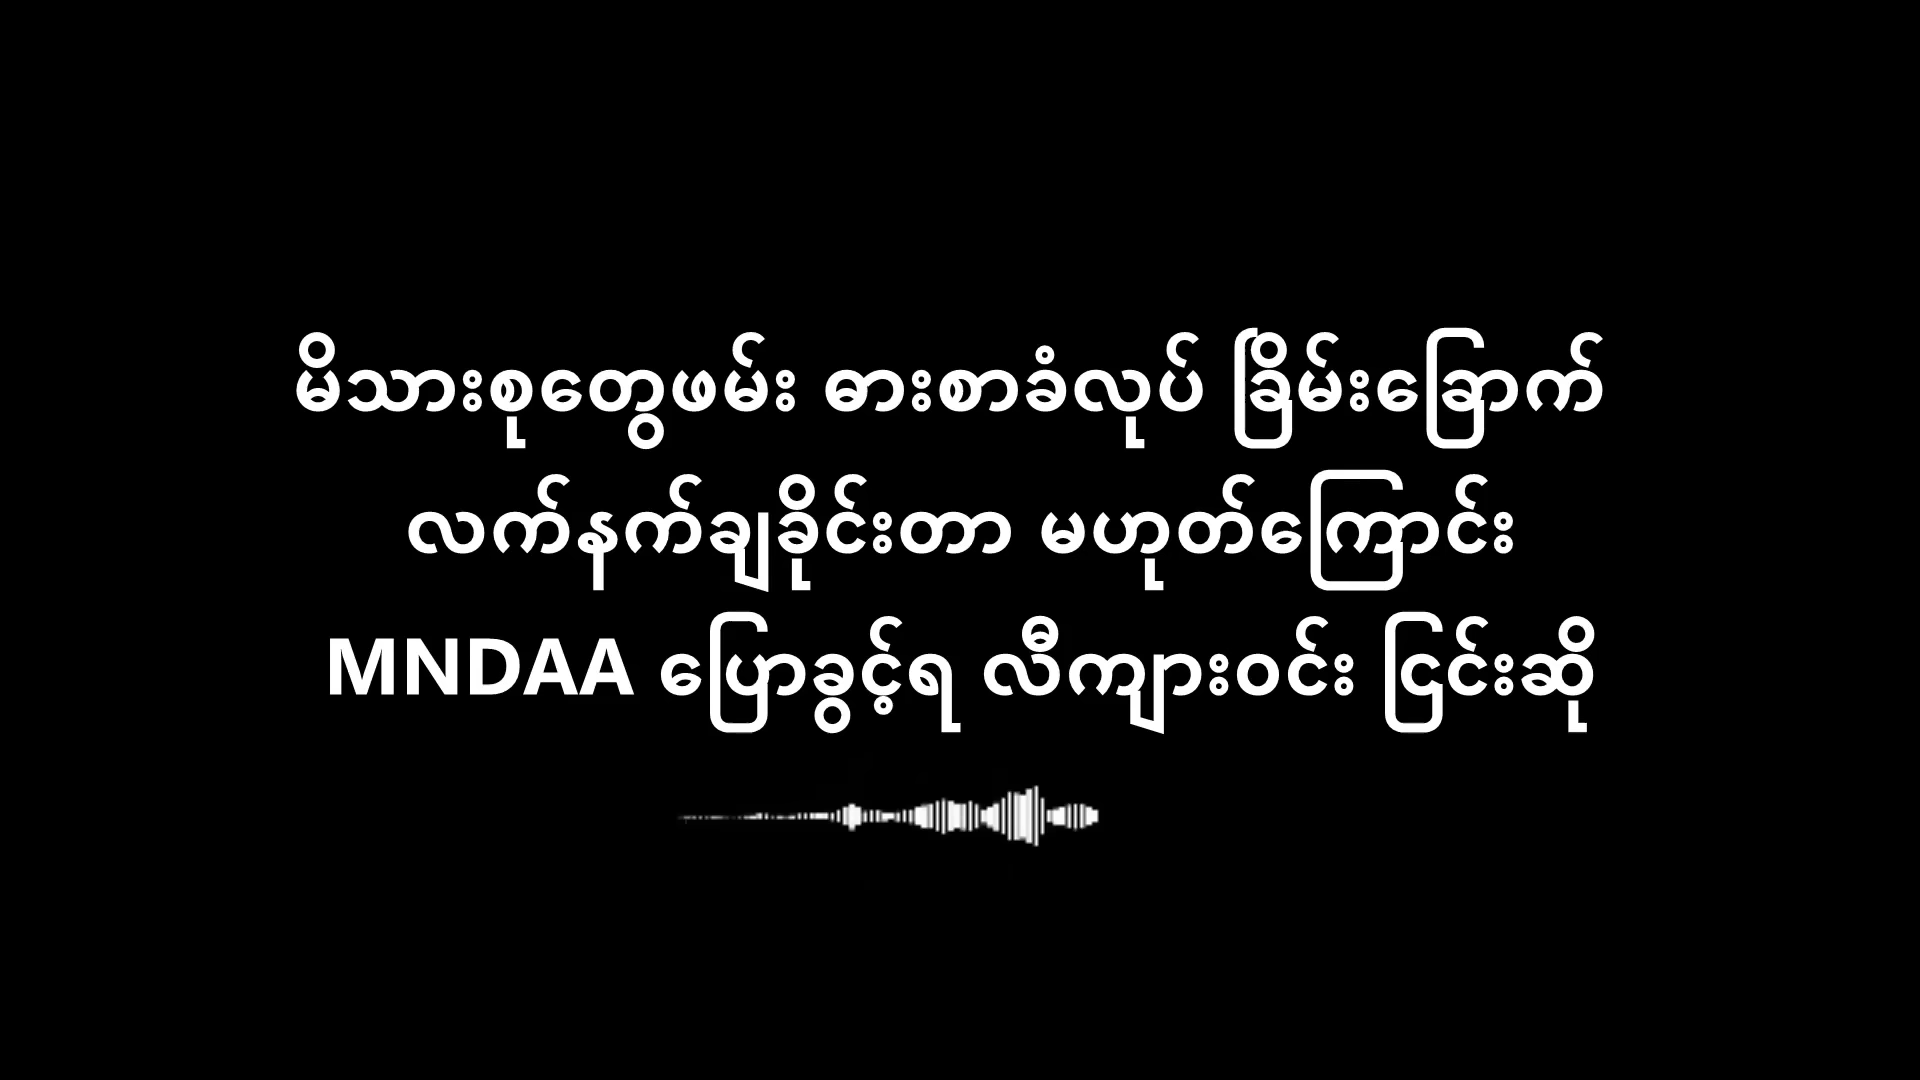 မိသားစုတွေဖမ်း ဓားစာခံလုပ် ခြိမ်းခြောက်
လက်နက်ချခိုင်းတာ မဟုတ်ကြောင်း
MNDAA ပြောခွင့်ရ လီကျားဝင်း ငြင်းဆို